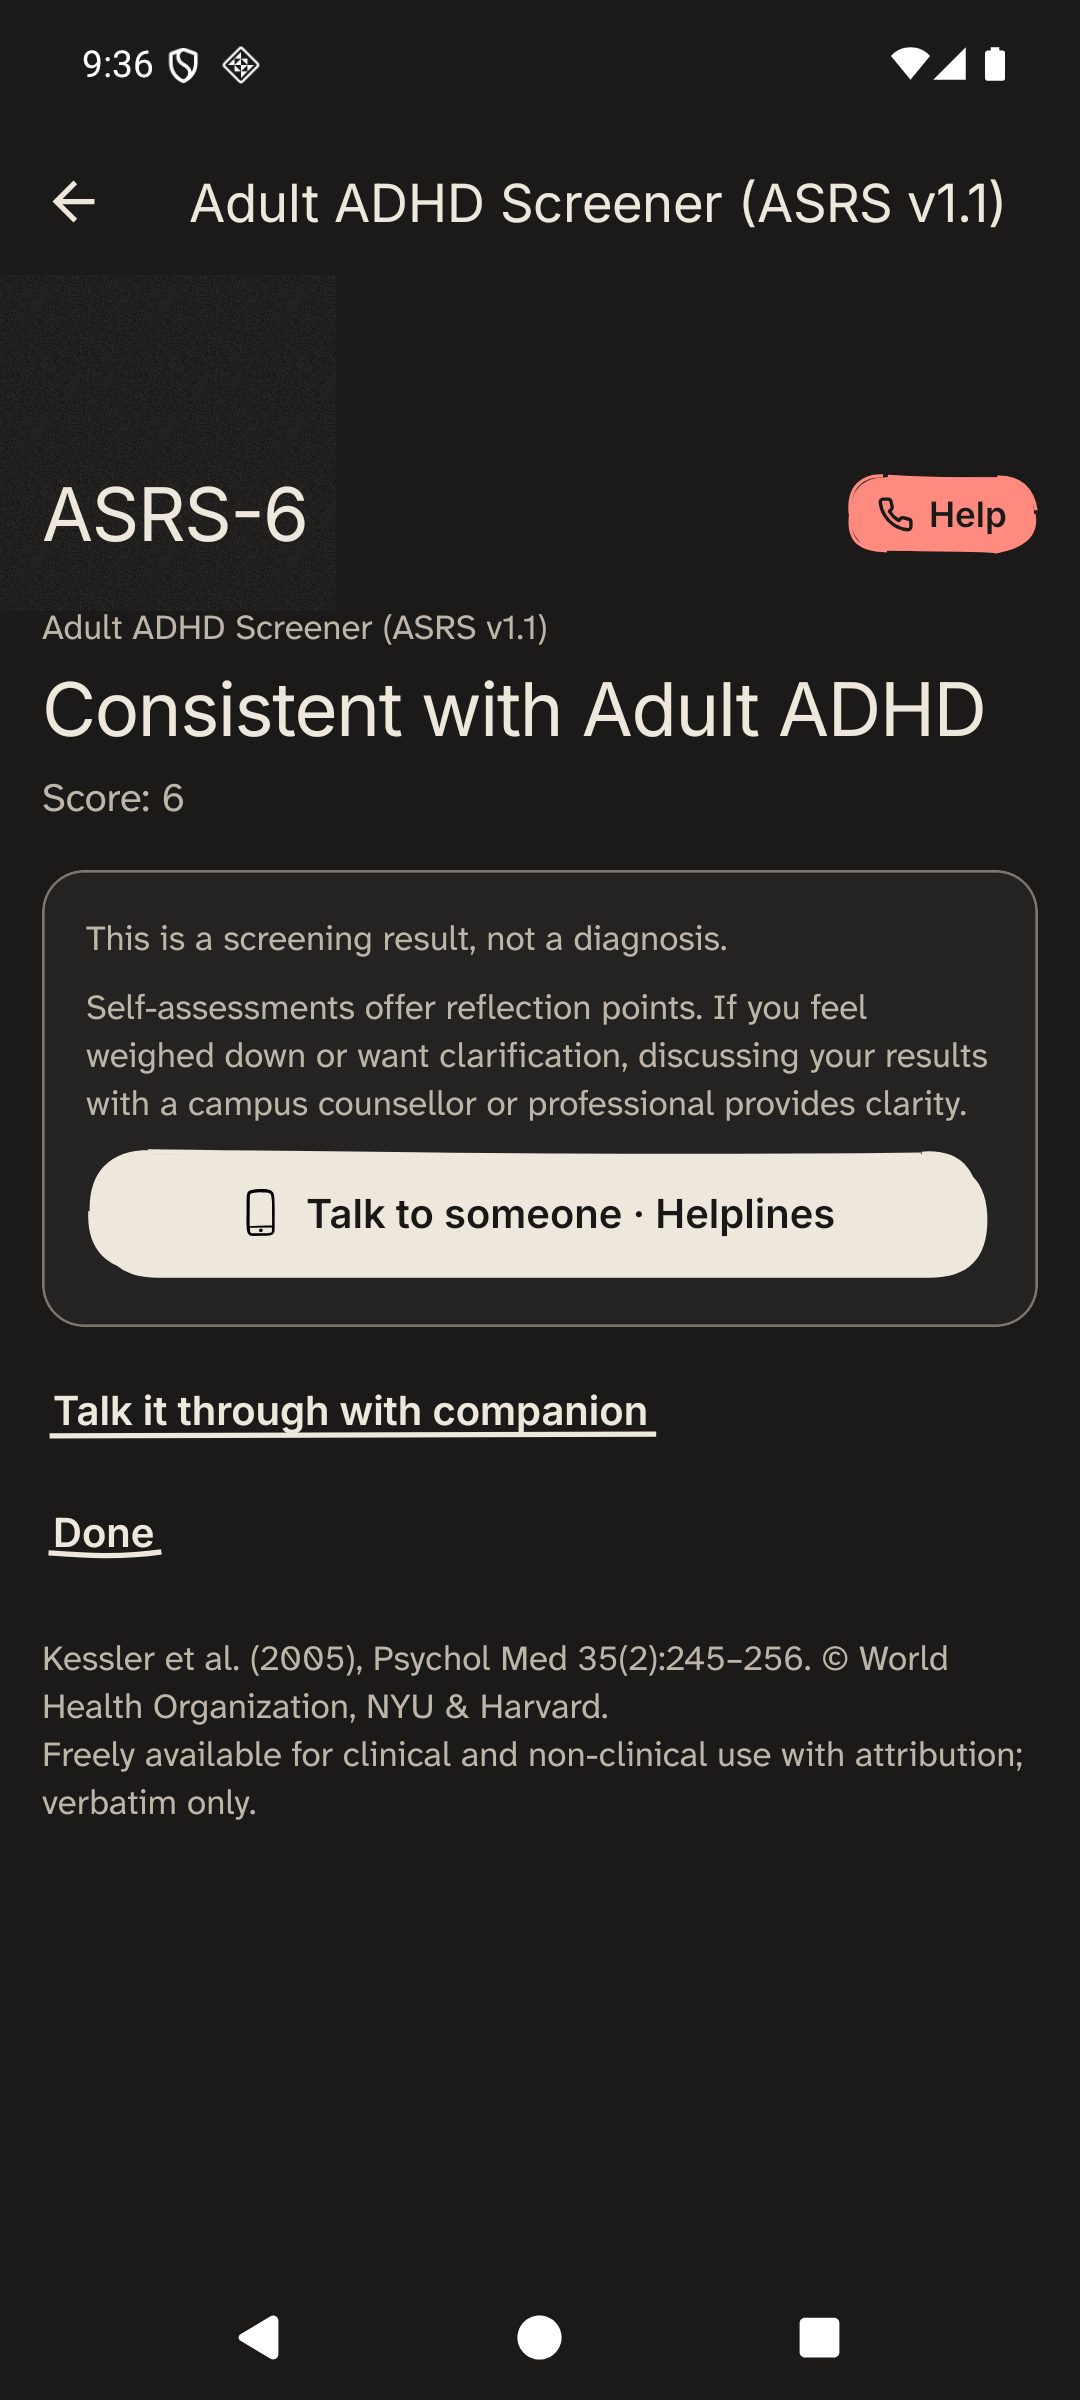 9:36
Adult ADHD Screener (ASRS v1.1)
ASRS-6
Help
Adult ADHD Screener (ASRS v1.1)
Consistent with Adult ADHD
Score: 6
This is a screening result, not a diagnosis.
Self-assessments offer reflection points. If you feel
weighed down or want clarification, discussing your results
with a campus counsellor or professional provides clarity.
Talk to someone · Helplines
Talk it through with companion
Done
Kessler et al. (2005), Psychol Med 35(2):245–256. © World
Health Organization, NYU & Harvard.
Freely available for clinical and non-clinical use with attribution;
verbatim only.